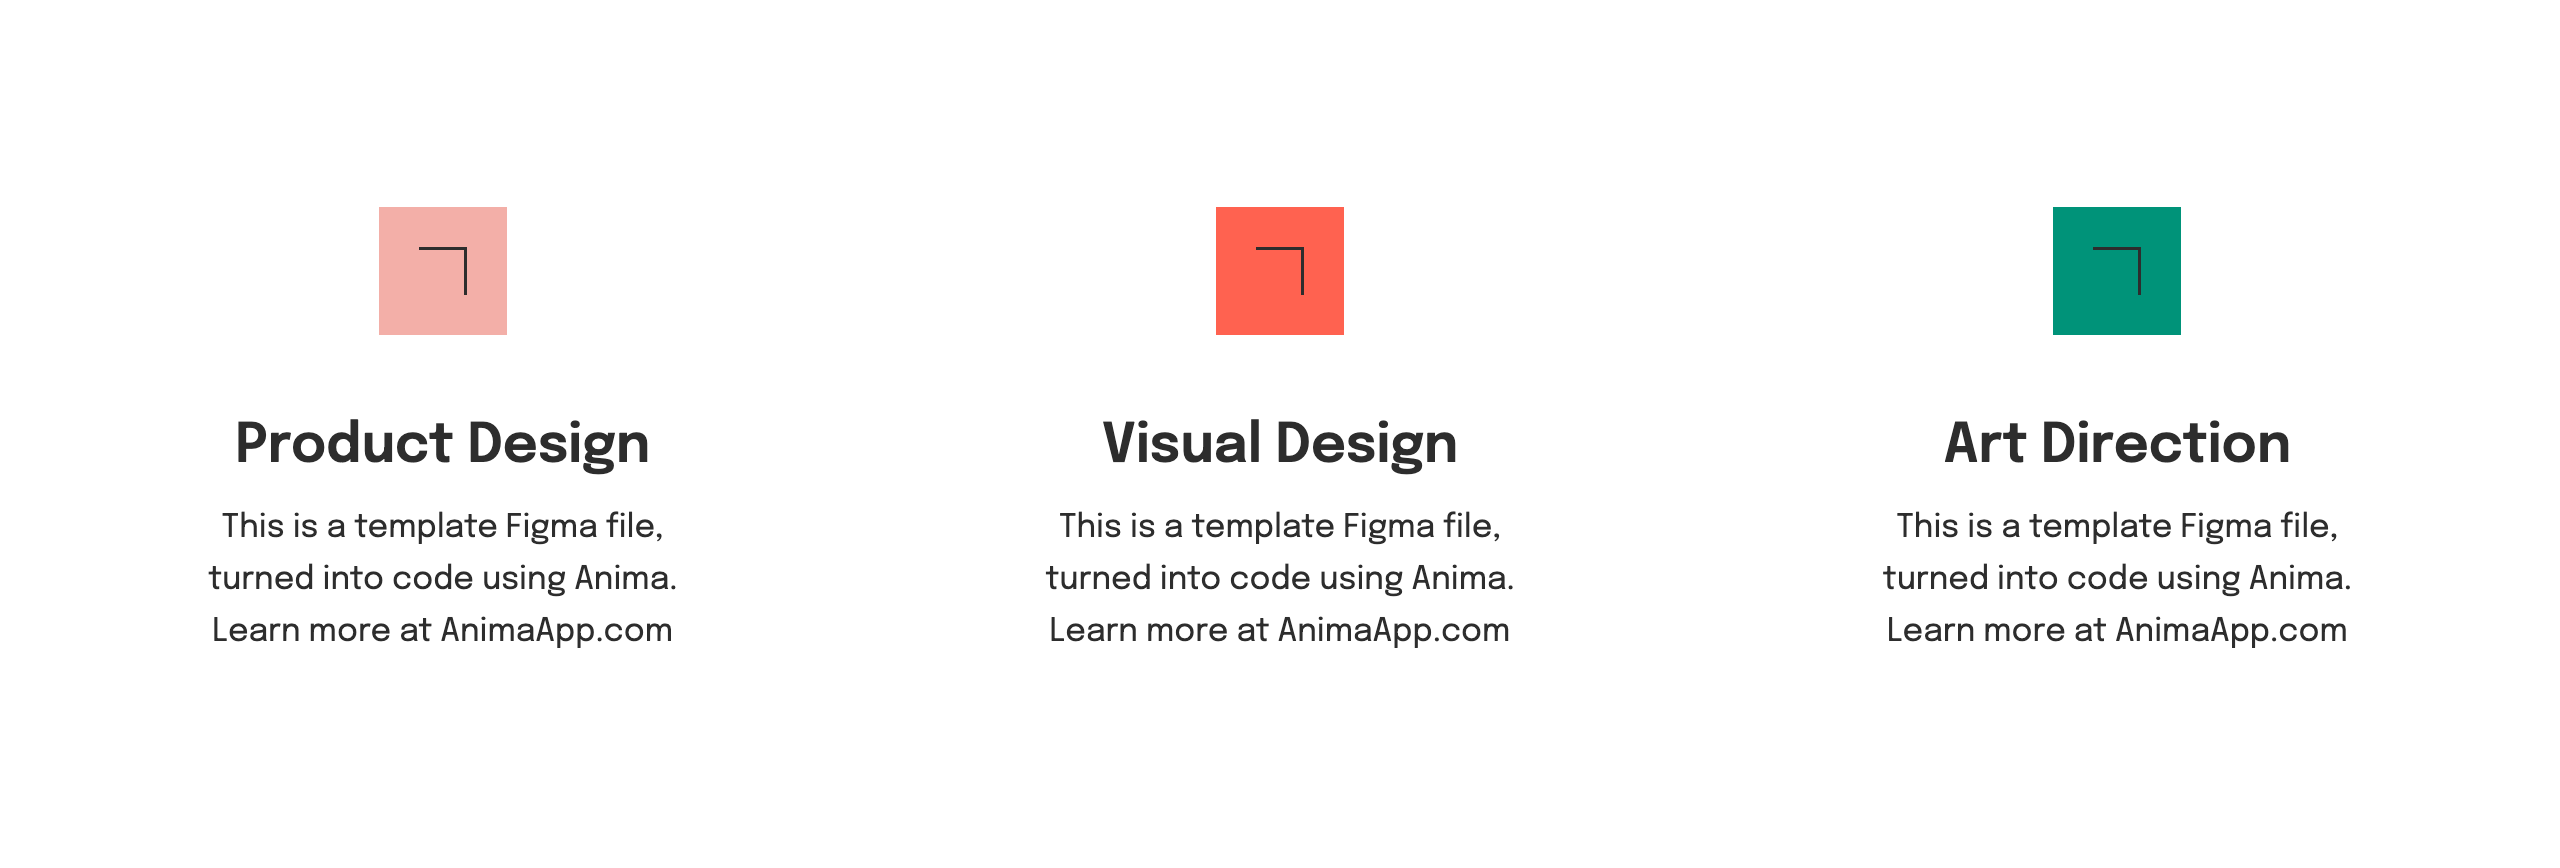 Product Design
This is a template Figma file,
turned into code using Anima.
Learn more at AnimaApp.com
Visual Design
This is a template Figma file,
turned into code using Anima.
Learn more at AnimaApp.com
Art Direction
This is a template Figma file,
turned into code using Anima.
Learn more at AnimaApp.com